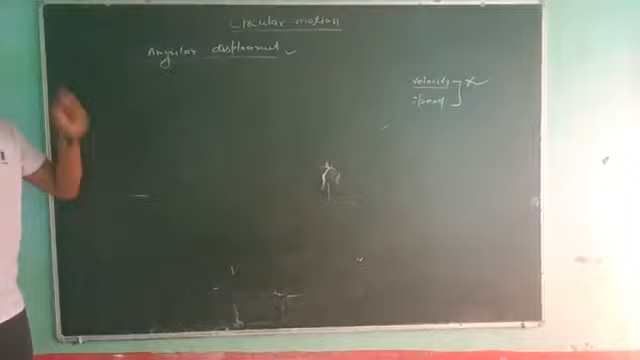 Circular motion
Angular displacement
velocity
speed